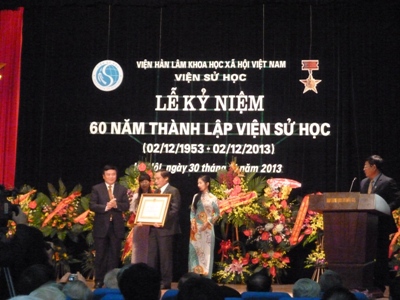 VIỆN HÀN LÂM KHOA HỌC XÃ HỘI VIỆT NAM
VIỆN SỬ HỌC
LỄ KỶ NIỆM
60 NĂM THÀNH LẬP VIỆN SỬ HỌC
(02/12/1953 - 02/12/2013)
Nội, ngày 30 tháng 2013